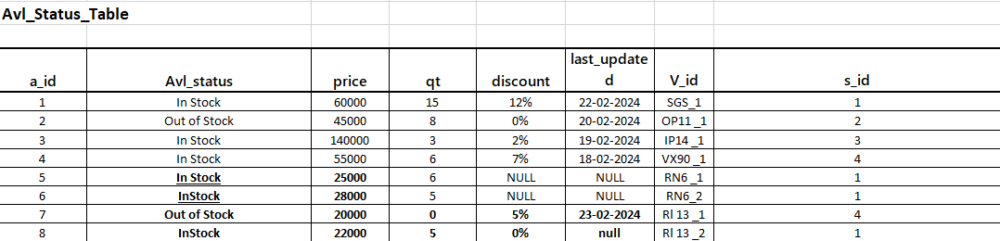 Avl_Status_Table
a_id Avl_status price qt discount last_updated V_id s_id
1 In Stock 60000 15 12% 22-02-2024 SGS_1 1
2 Out of Stock 45000 8 0% 20-02-2024 OP11 _1 2
3 In Stock 140000 3 2% 19-02-2024 IP14 _1 3
4 In Stock 55000 6 7% 18-02-2024 VX90 _1 4
5 In Stock 25000 6 NULL NULL RN6 _1 1
6 InStock 28000 5 NULL NULL RN6_2 1
7 Out of Stock 20000 0 5% 23-02-2024 Rl 13 _1 4
8 InStock 22000 5 0% null Rl 13 _2 1